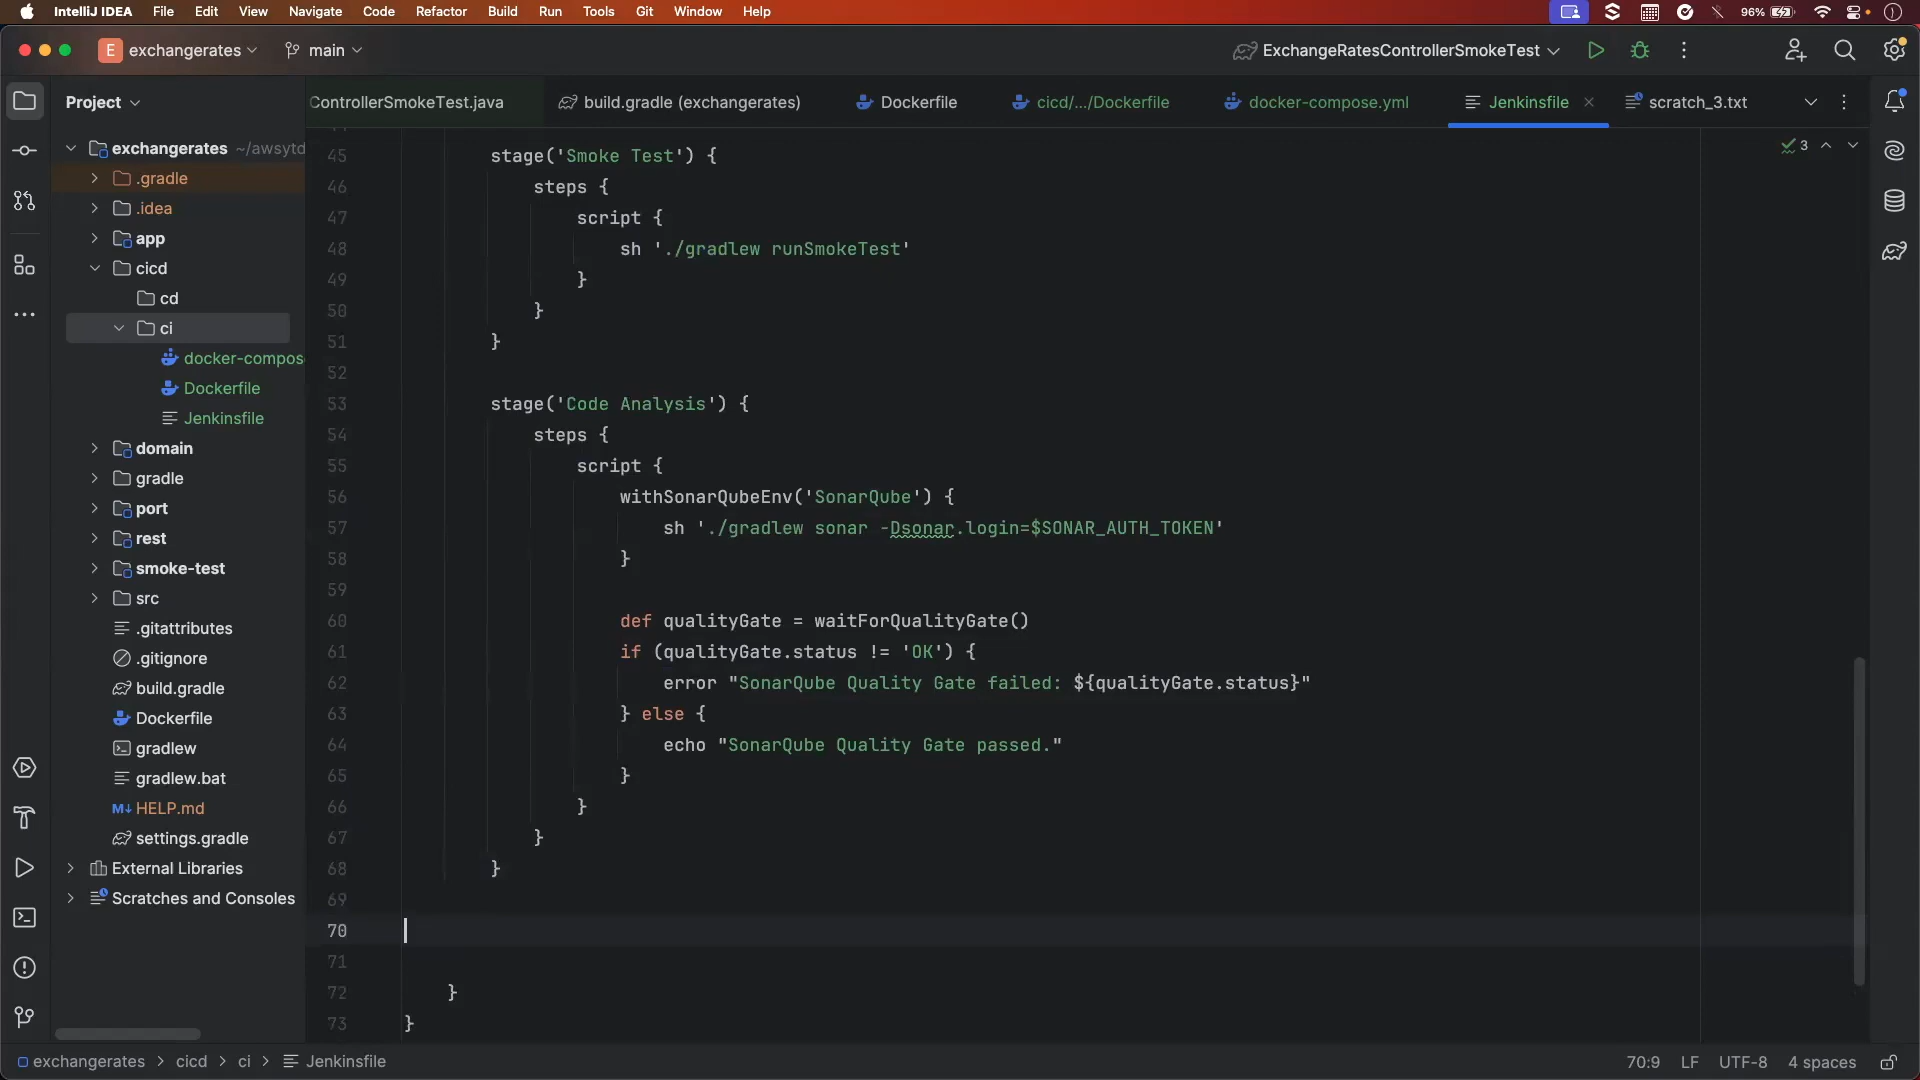 IntelliJ IDEA File Edit View Navigate Code Refactor Build Run Tools Git Window Help 96%
E exchangerates main ExchangeRatesControllerSmokeTest
Project ControllerSmokeTest.java build.gradle (exchangerates) Dockerfile cicd/.../Dockerfile docker-compose.yml Jenkinsfile scratch_3.txt
exchangerates ~/awsytd
.gradle
.idea
app
cicd
cd
ci
docker-compos
Dockerfile
Jenkinsfile
domain
gradle
port
rest
smoke-test
src
.gitattributes
.gitignore
build.gradle
Dockerfile
gradlew
gradlew.bat
M↓ HELP.md
settings.gradle
External Libraries
Scratches and Consoles
3
45 stage('Smoke Test') {
46 steps {
47 script {
48 sh './gradlew runSmokeTest'
49 }
50 }
51 }
52
53 stage('Code Analysis') {
54 steps {
55 script {
56 withSonarQubeEnv('SonarQube') {
57 sh './gradlew sonar -Dsonar.login=$SONAR_AUTH_TOKEN'
58 }
59
60 def qualityGate = waitForQualityGate()
61 if (qualityGate.status != 'OK') {
62 error "SonarQube Quality Gate failed: ${qualityGate.status}"
63 } else {
64 echo "SonarQube Quality Gate passed."
65 }
66 }
67 }
68 }
69
70
71
72 }
73 }
exchangerates > cicd > ci > Jenkinsfile 70:9 LF UTF-8 4 spaces